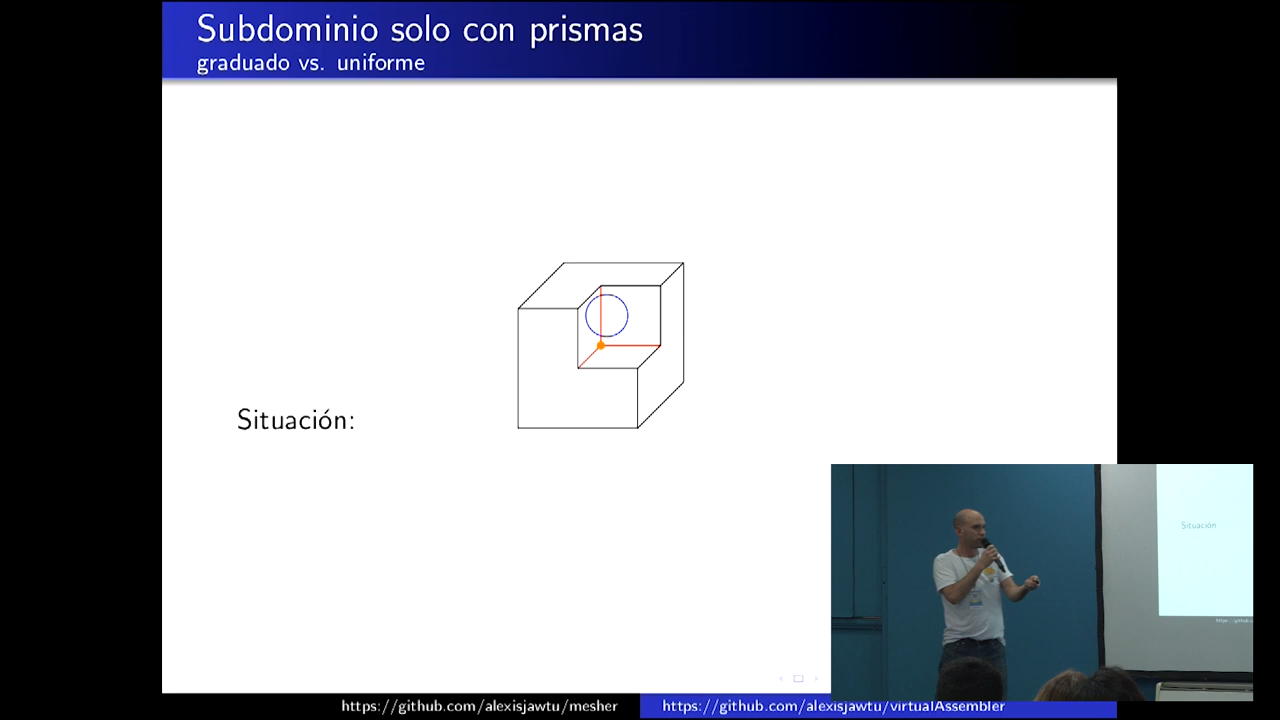 Subdominio solo con prismas
graduado vs. uniforme
Situación:
Situación
https://github.com/alexisjawtu/mesher
https://github.com/alexisjawtu/virtualAssembler